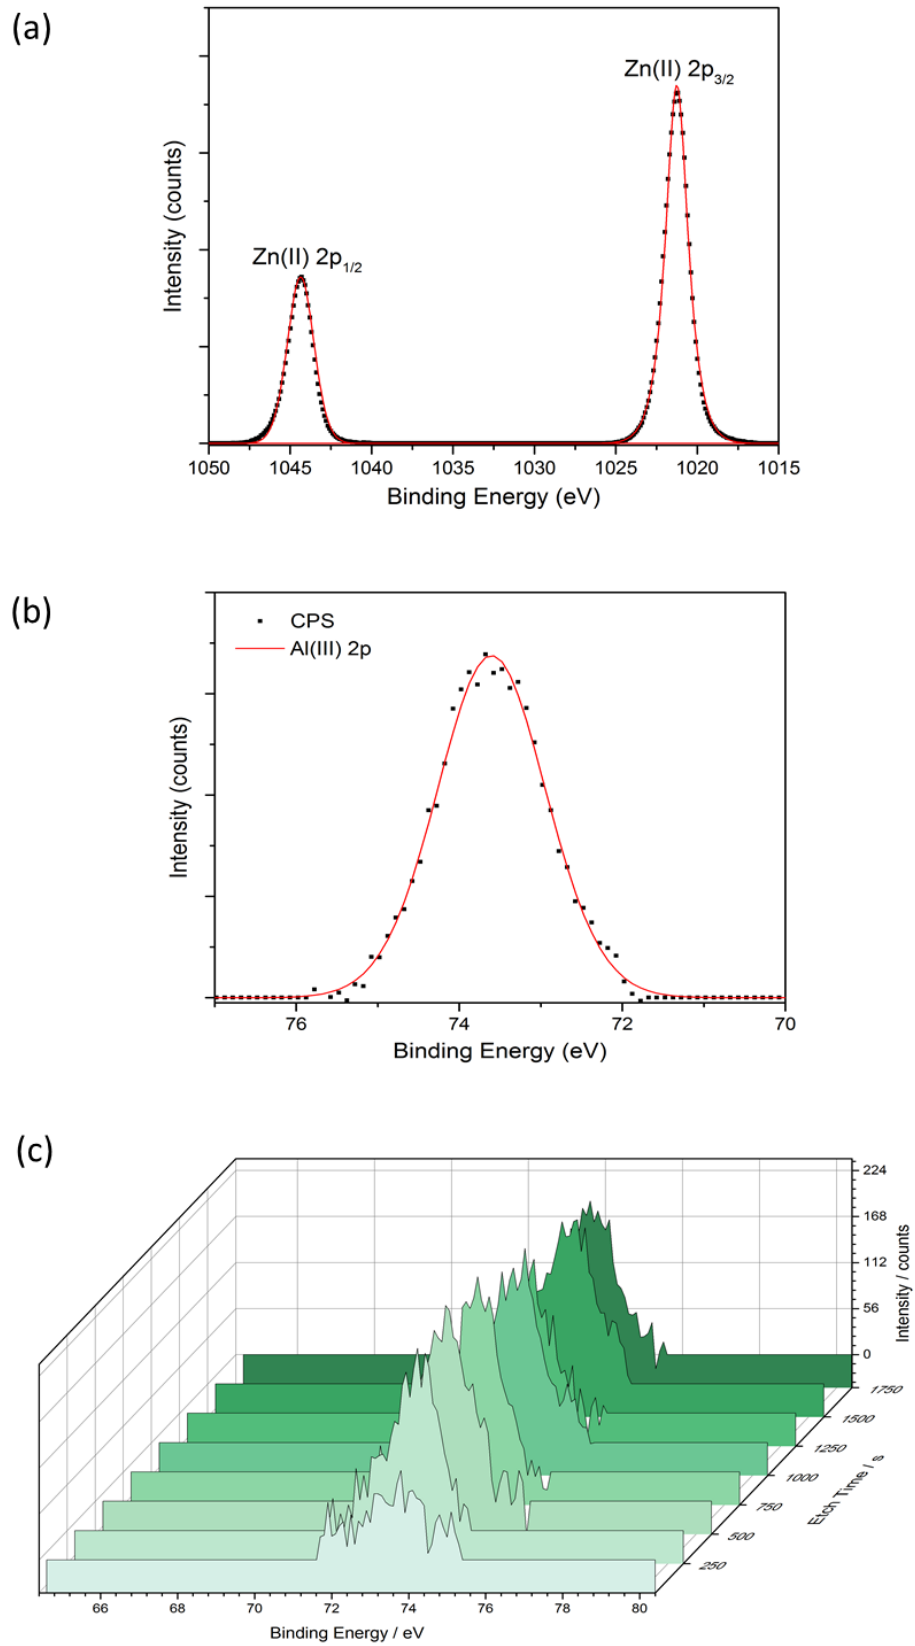 (a)
Zn(II) 2p3/2
Zn(II) 2p1/2
Intensity (counts)
1050 1045 1040 1035 1030 1025 1020 1015
Binding Energy (eV)
(b)
CPS
Al(III) 2p
Intensity (counts)
76 74 72 70
Binding Energy (eV)
(c)
224
168
112
56
0
Intensity / counts
1750
1500
1250
1000
750
500
250
Etch Time / s
66 68 70 72 74 76 78 80
Binding Energy / eV